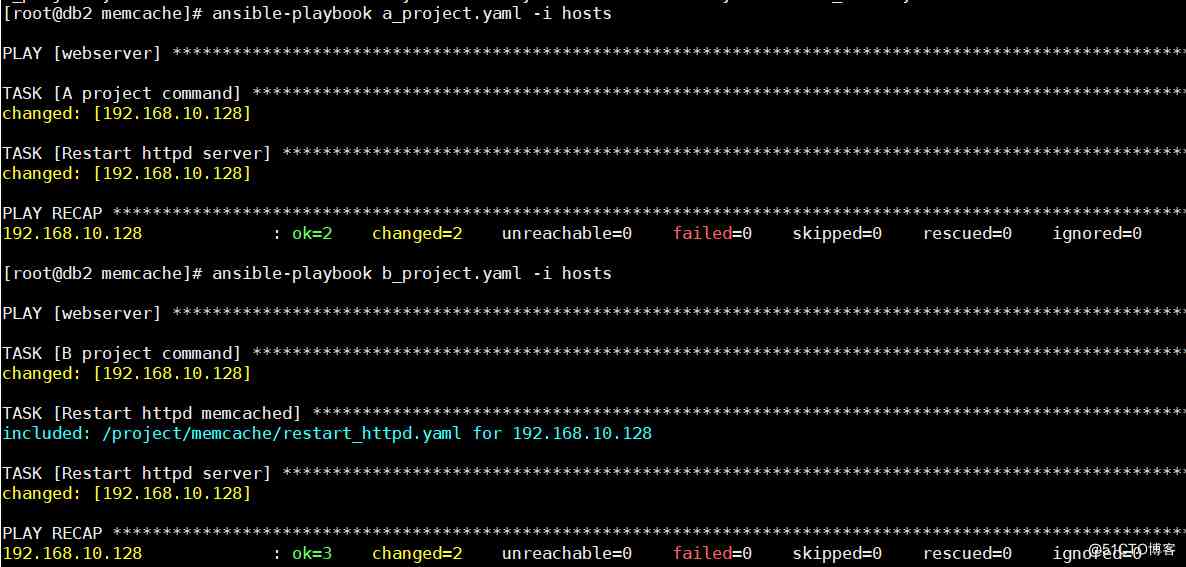 [root@db2 memcache]# ansible-playbook a_project.yaml -i hosts
PLAY [webserver] **********************************************************************************************************
TASK [A project command] **************************************************************************************************
changed: [192.168.10.128]
TASK [Restart httpd server] ***********************************************************************************************
changed: [192.168.10.128]
PLAY RECAP ****************************************************************************************************************
192.168.10.128 : ok=2 changed=2 unreachable=0 failed=0 skipped=0 rescued=0 ignored=0
[root@db2 memcache]# ansible-playbook b_project.yaml -i hosts
PLAY [webserver] **********************************************************************************************************
TASK [B project command] **************************************************************************************************
changed: [192.168.10.128]
TASK [Restart httpd memcached] ********************************************************************************************
included: /project/memcache/restart_httpd.yaml for 192.168.10.128
TASK [Restart httpd server] ***********************************************************************************************
changed: [192.168.10.128]
PLAY RECAP ****************************************************************************************************************
192.168.10.128 : ok=3 changed=2 unreachable=0 failed=0 skipped=0 rescued=0 ignored=0
@51CTO博客